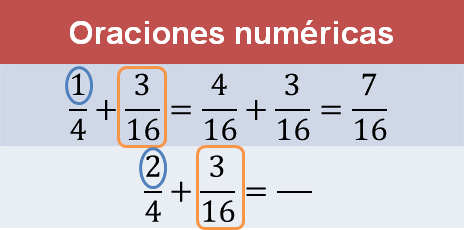 Oraciones numéricas
1/4 + 3/16 = 4/16 + 3/16 = 7/16
2/4 + 3/16 = —